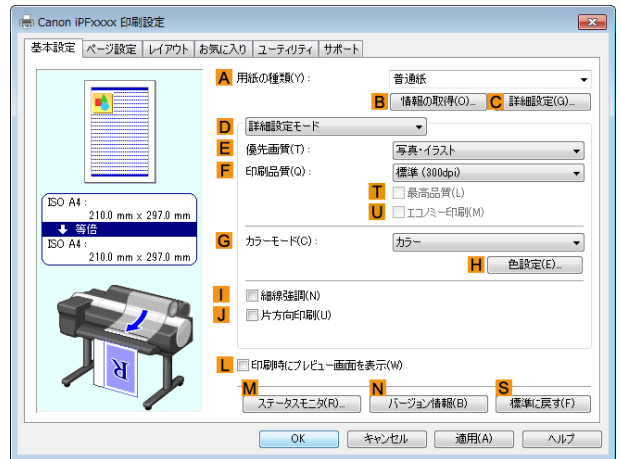 Canon iPFxxxx 印刷設定
基本設定 ページ設定 レイアウト お気に入り ユーティリティ サポート
A 用紙の種類(Y): 普通紙
B 情報の取得(O)... C 詳細設定(G)...
D 詳細設定モード
E 優先画質(T): 写真・イラスト
F 印刷品質(Q): 標準 (300dpi)
T 最高品質(L)
U エコノミー印刷(M)
ISO A4:
210.0 mm × 297.0 mm
等倍
ISO A4:
210.0 mm × 297.0 mm
G カラーモード(C): カラー
H 色設定(E)...
I 細線強調(N)
J 片方向印刷(U)
R
L 印刷時にプレビュー画面を表示(W)
M N S
ステータスモニタ(R)... バージョン情報(B) 標準に戻す(F)
OK キャンセル 適用(A) ヘルプ